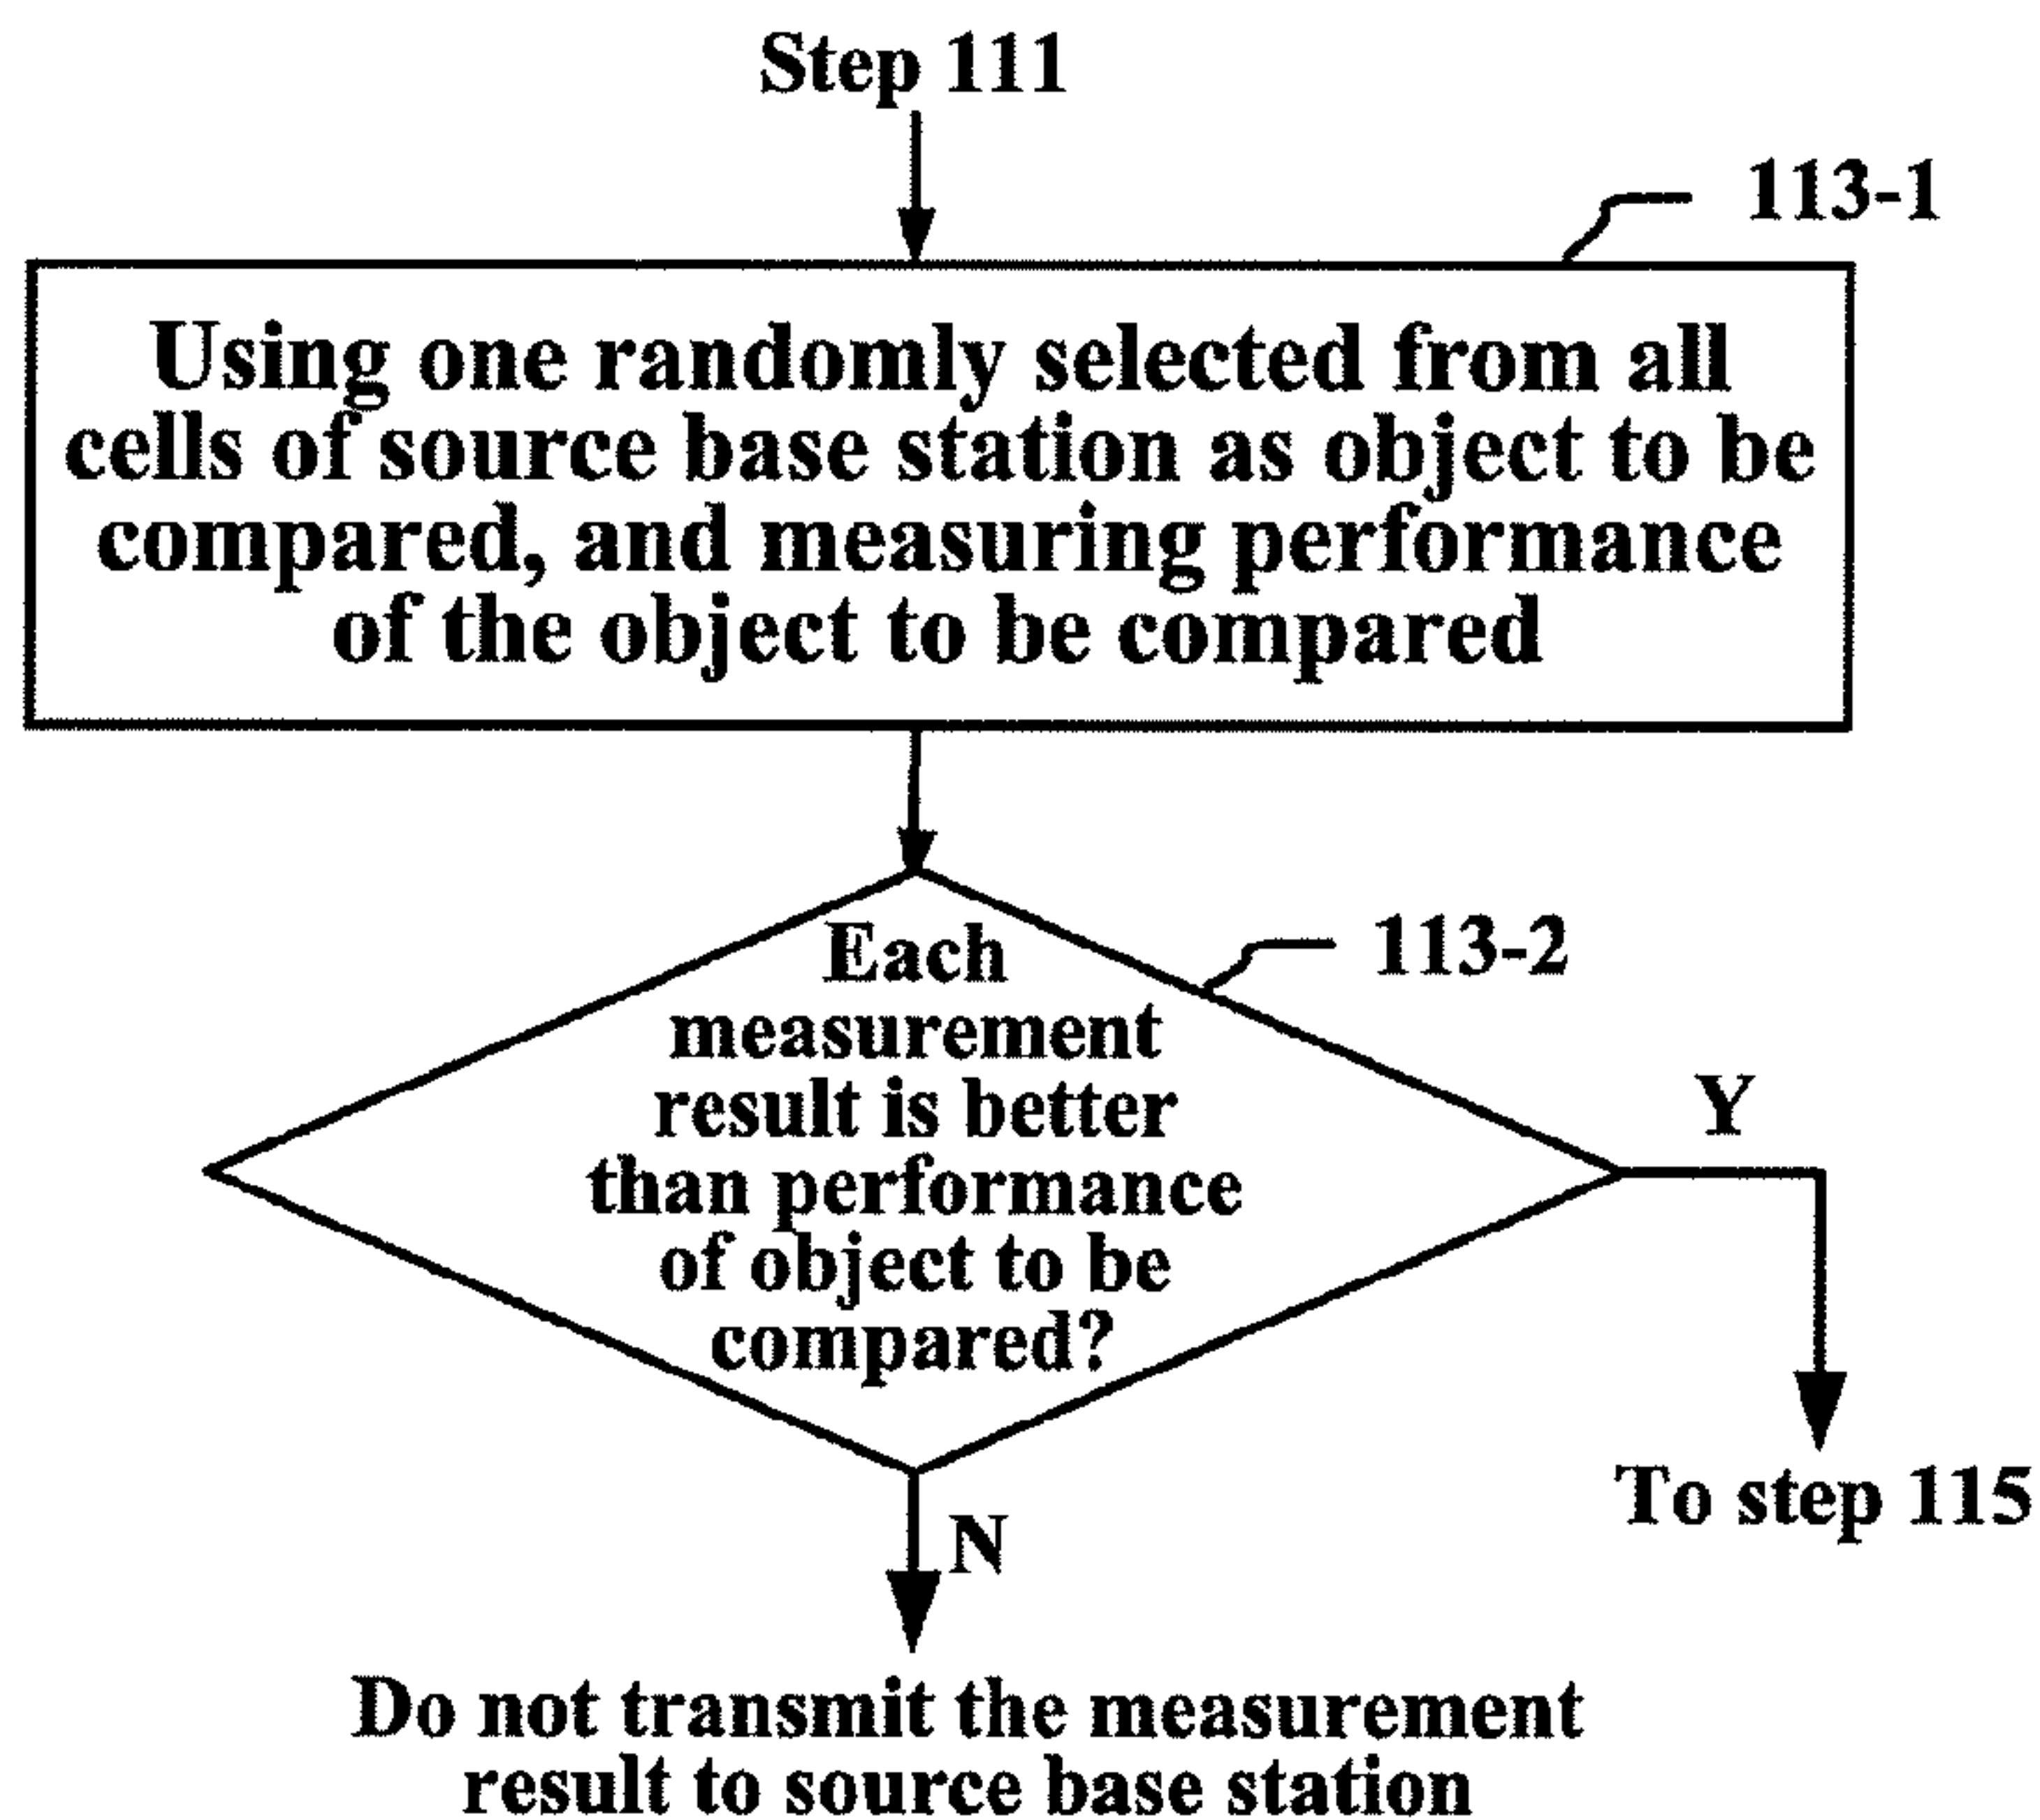 Step 111
113-1
Using one randomly selected from all
cells of source base station as object to be
compared, and measuring performance
of the object to be compared
113-2
Each
measurement
result is better
than performance
of object to be
compared?
Y
To step 115
N
Do not transmit the measurement
result to source base station